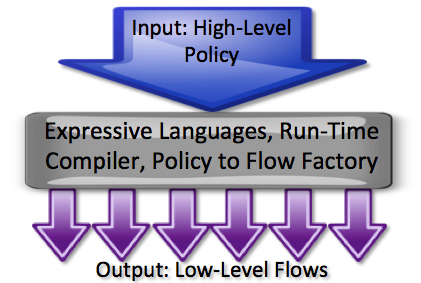 Input: High-Level
Policy
Expressive Languages, Run-Time
Compiler, Policy to Flow Factory
Output: Low-Level Flows